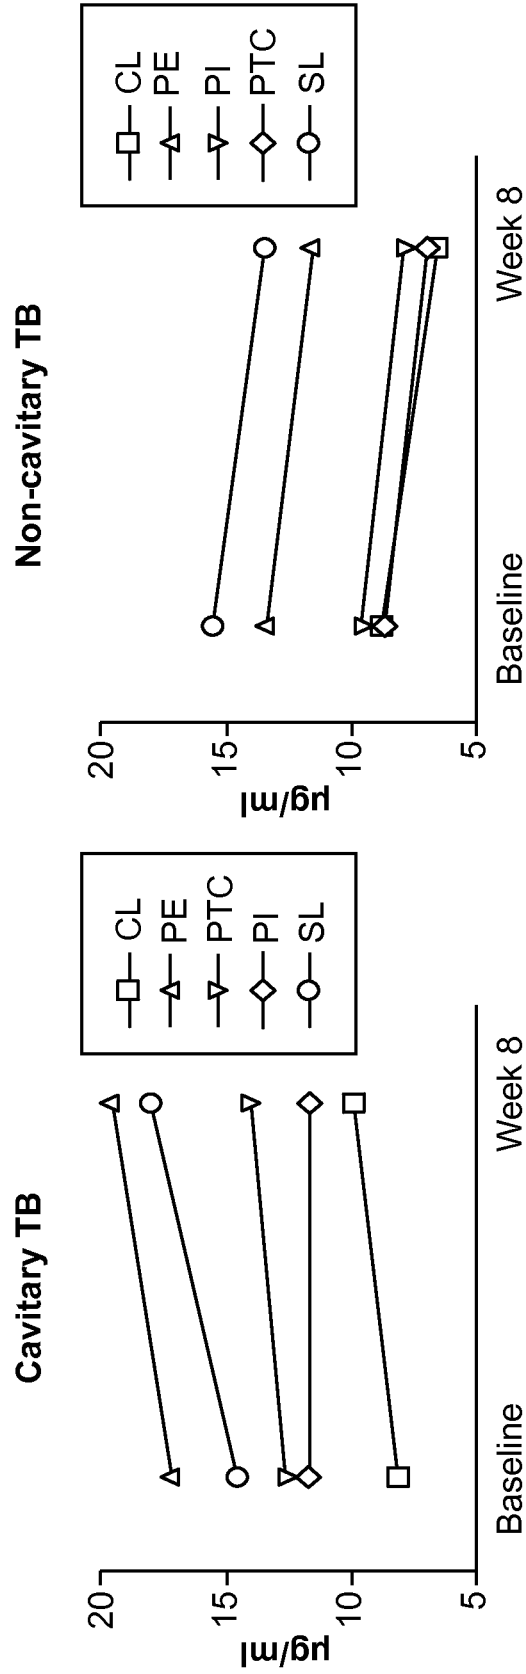 Cavitary TB
µg/ml
20
15
10
5
Baseline
Week 8
CL
PE
PTC
PI
SL
Non-cavitary TB
µg/ml
20
15
10
5
Baseline
Week 8
CL
PE
PI
PTC
SL